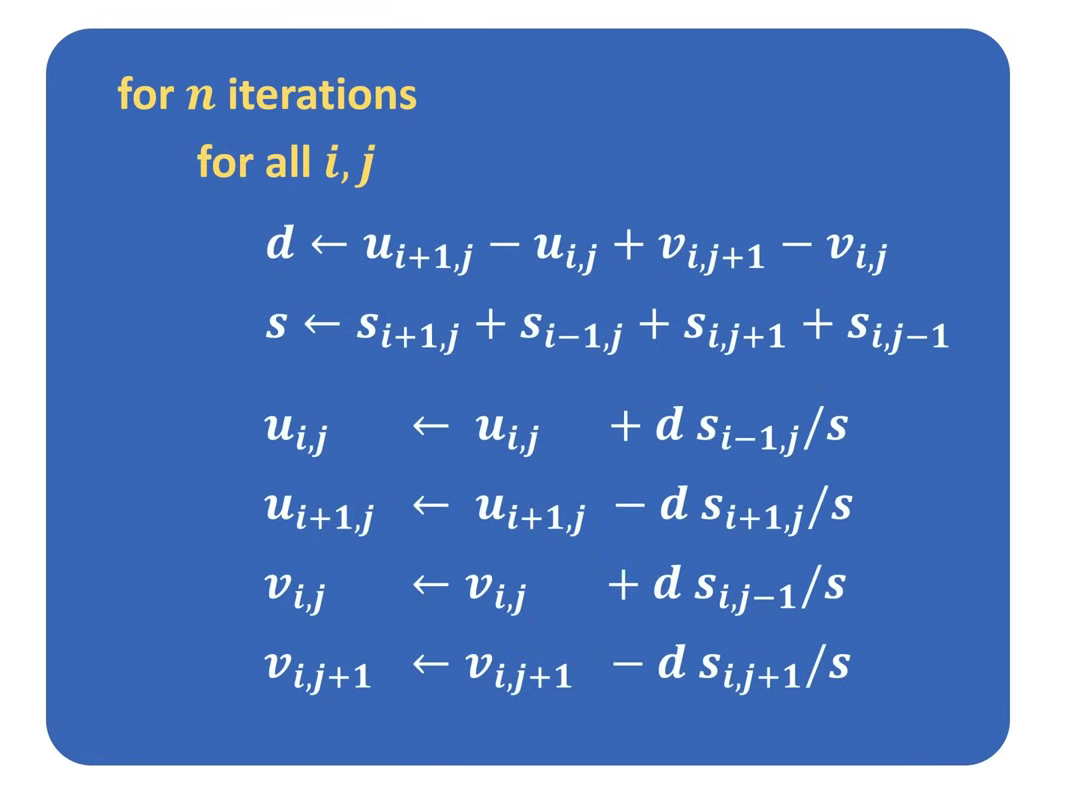 for n iterations
for all i, j
d ← u_{i+1,j} − u_{i,j} + v_{i,j+1} − v_{i,j}
s ← s_{i+1,j} + s_{i−1,j} + s_{i,j+1} + s_{i,j−1}
u_{i,j} ← u_{i,j} + d s_{i−1,j}/s
u_{i+1,j} ← u_{i+1,j} − d s_{i+1,j}/s
v_{i,j} ← v_{i,j} + d s_{i,j−1}/s
v_{i,j+1} ← v_{i,j+1} − d s_{i,j+1}/s